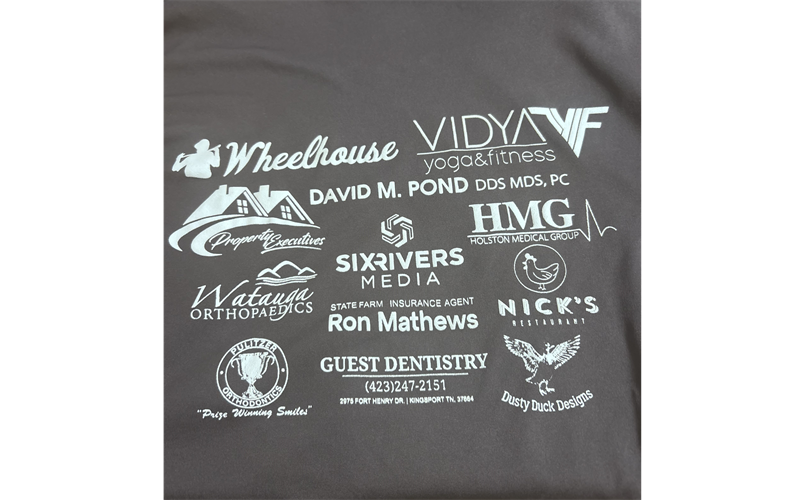 Wheelhouse
VIDYA VYF
yoga&fitness
DAVID M. POND DDS MDS, PC
Property Executives
HMG
HOLSTON MEDICAL GROUP
SIXRIVERS
MEDIA
Watauga
ORTHOPAEDICS
NICK'S
RESTAURANT
STATE FARM INSURANCE AGENT
Ron Mathews
PULITZER
ORTHODONTICS
"Prize Winning Smiles"
GUEST DENTISTRY
(423)247-2151
2975 FORT HENRY DR. | KINGSPORT TN, 37664
Dusty Duck Designs